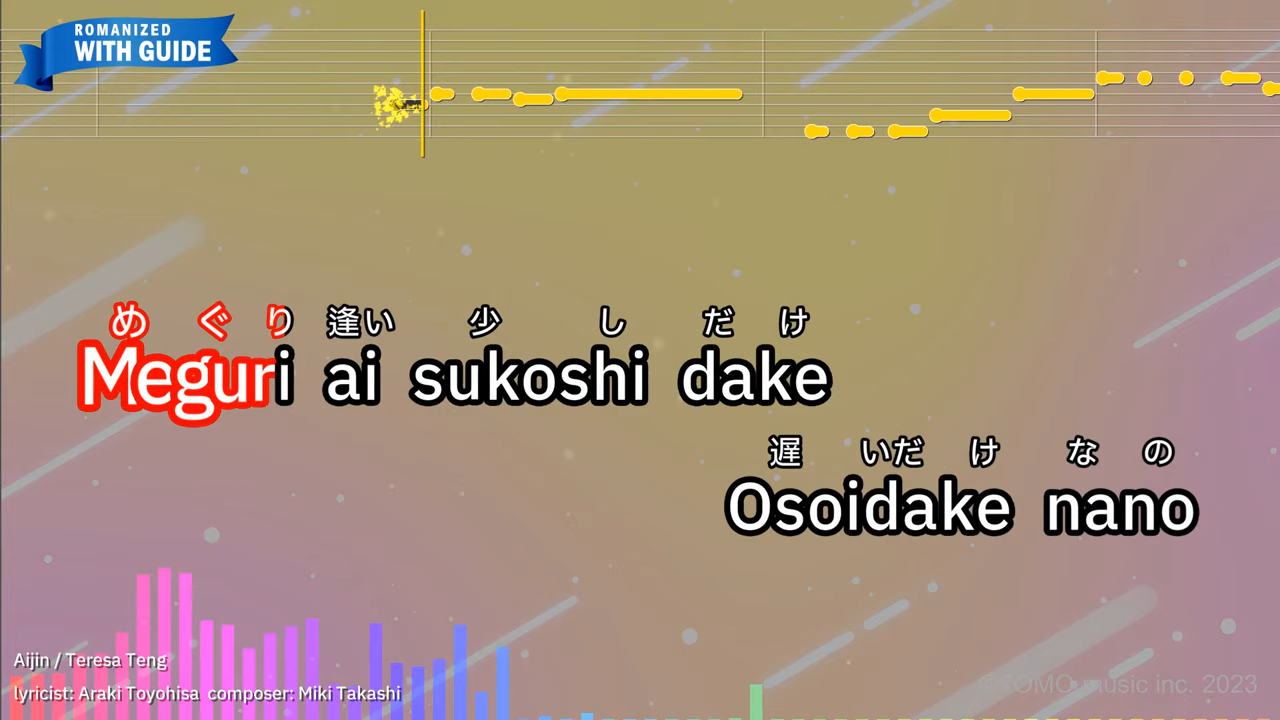 ROMANIZED
WITH GUIDE
めぐり逢い少しだけ
Meguri ai sukoshi dake
遅いだけなの
Osoidake nano
Aijin / Teresa Teng
lyricist: Araki Toyohisa composer: Miki Takashi
©TOMO music inc. 2023